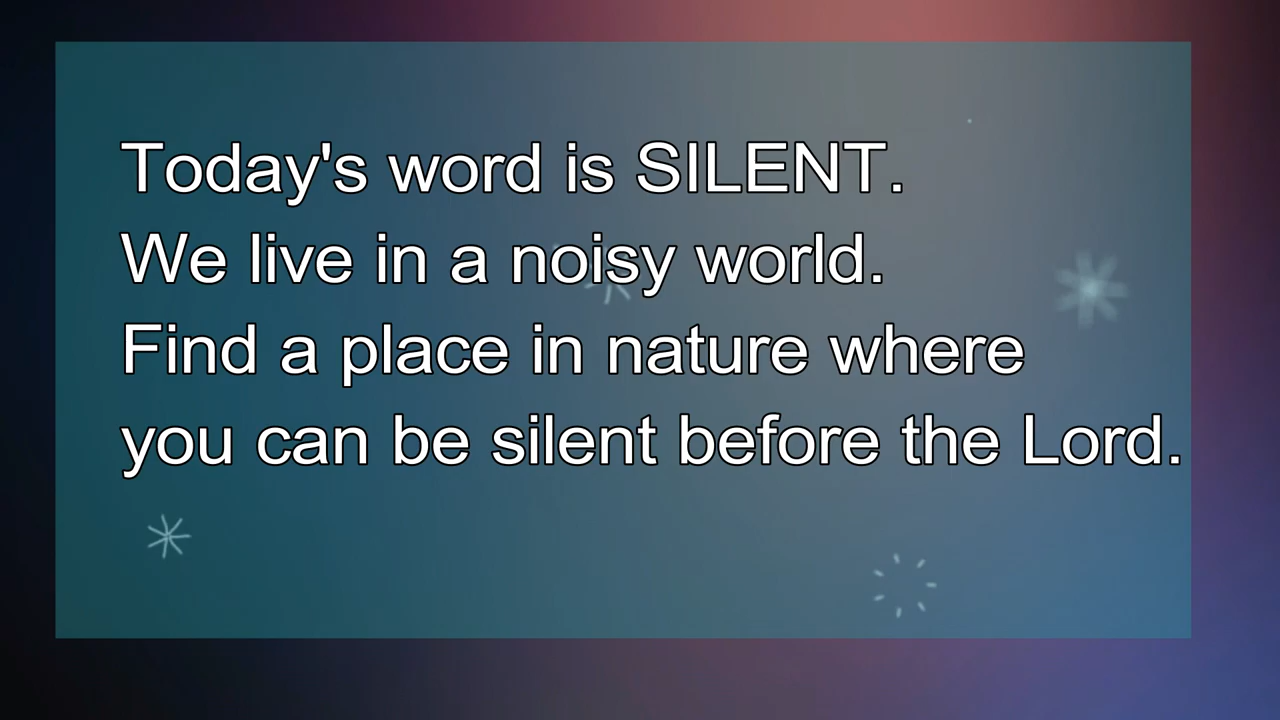 Today's word is SILENT.
We live in a noisy world.
Find a place in nature where
you can be silent before the Lord.